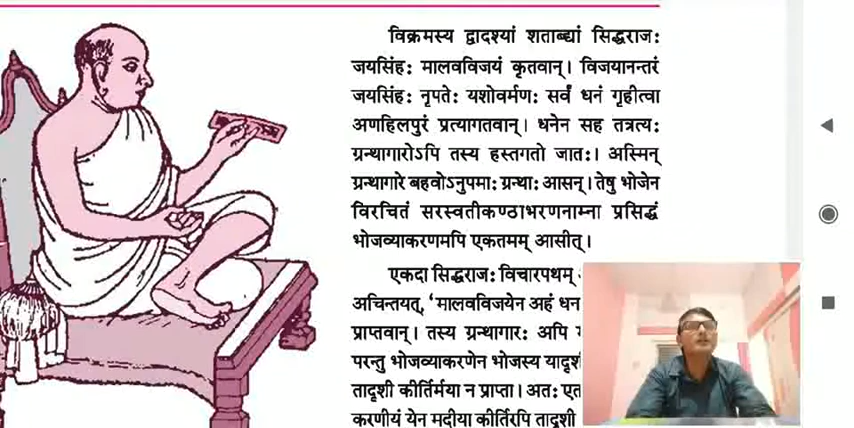 विक्रमस्य द्वादश्यां शताब्द्यां सिद्धराजः
जयसिंहः मालवविजयं कृतवान्। विजयानन्तरं
जयसिंहः नृपतेः यशोवर्मणः सर्वं धनं गृहीत्वा
अणहिलपुरं प्रत्यागतवान्। धनेन सह तत्रत्यः
ग्रन्थागारोऽपि तस्य हस्तगतो जातः। अस्मिन्
ग्रन्थागारे बहवोऽनुपमाः ग्रन्थाः आसन्। तेषु भोजेन
विरचितं सरस्वतीकण्ठाभरणनाम्ना प्रसिद्धं
भोजव्याकरणमपि एकतमम् आसीत्।
एकदा सिद्धराजः विचारपथम्
अचिन्तयत्, ‘मालवविजयेन अहं धन
प्राप्तवान्। तस्य ग्रन्थागारः अपि
परन्तु भोजव्याकरणेन भोजस्य यादृशी
तादृशी कीर्तिर्मया न प्राप्ता। अतः
करणीयं येन मदीया कीर्तिरपि तादृशी